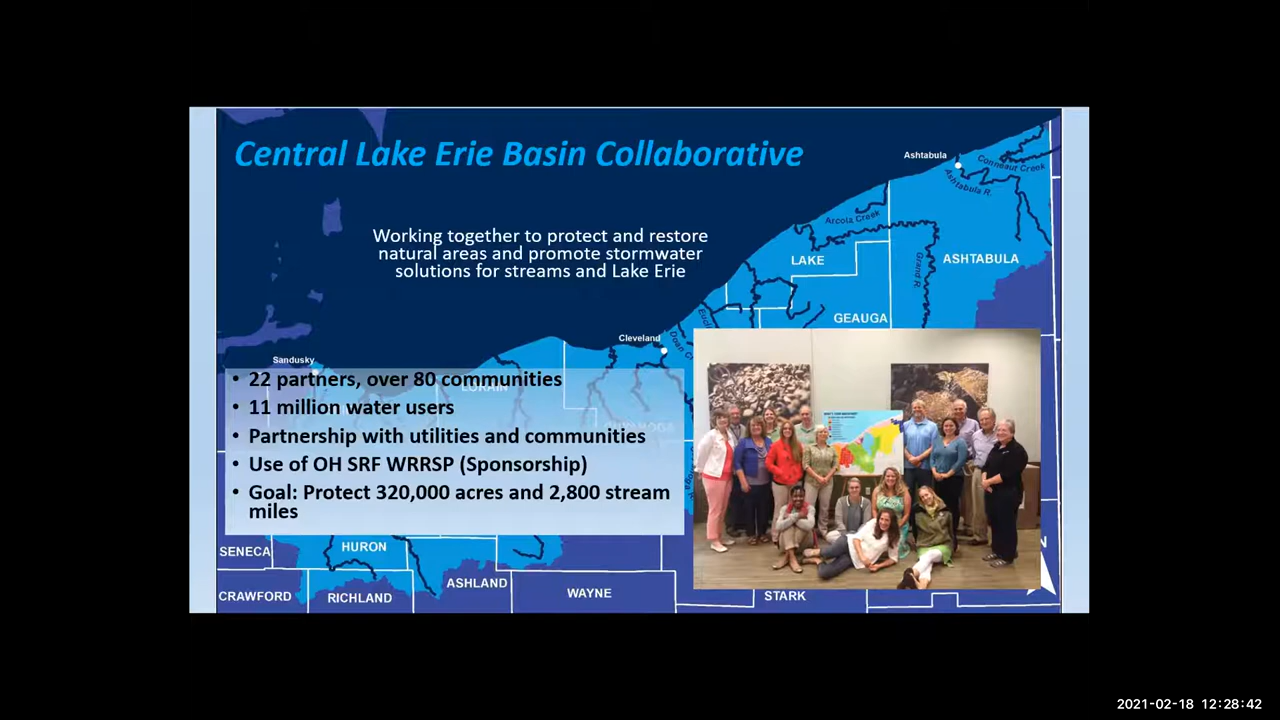 Central Lake Erie Basin Collaborative
Ashtabula
Conneaut Creek
Ashtabula R.
Arcola Creek
Working together to protect and restore
natural areas and promote stormwater
solutions for streams and Lake Erie
LAKE
ASHTABULA
Grand R.
GEAUGA
Cleveland
Sandusky
• 22 partners, over 80 communities
• 11 million water users
• Partnership with utilities and communities
• Use of OH SRF WRRSP (Sponsorship)
• Goal: Protect 320,000 acres and 2,800 stream
miles
SENECA
HURON
CRAWFORD
RICHLAND
ASHLAND
WAYNE
STARK
2021-02-18 12:28:42